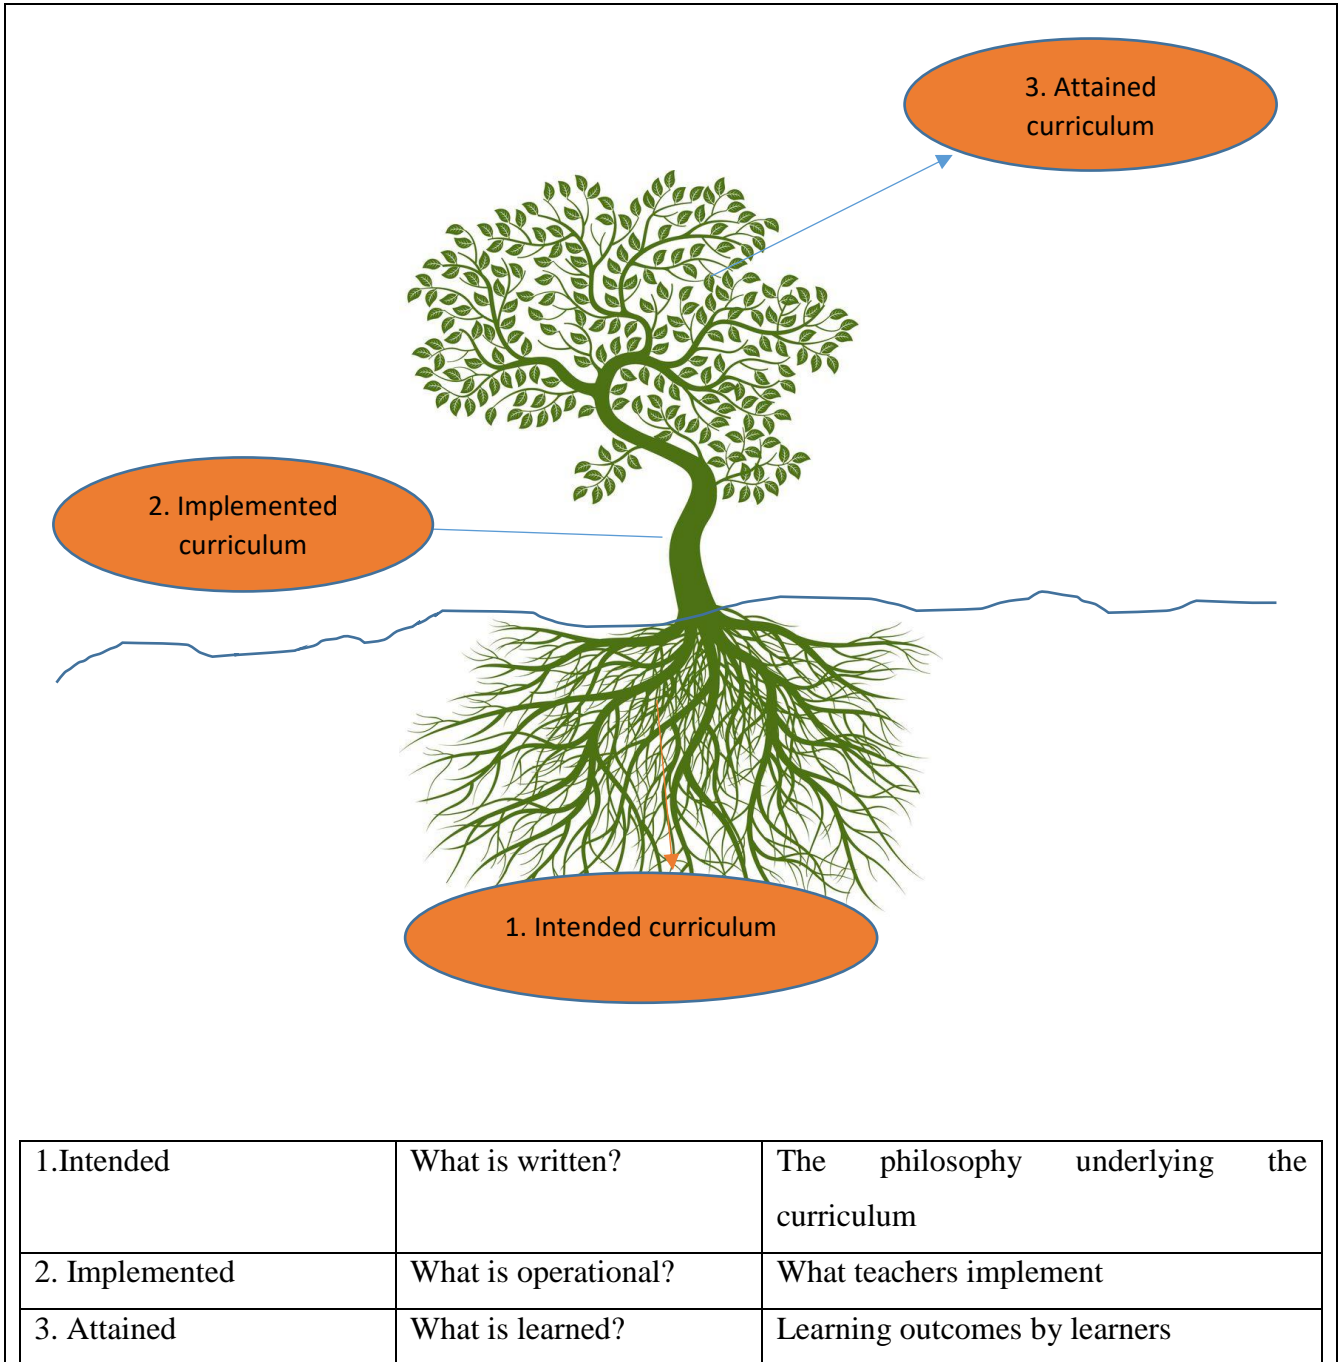 3. Attained
curriculum
2. Implemented
curriculum
1. Intended curriculum
1.Intended
What is written?
The philosophy underlying the
curriculum
2. Implemented
What is operational?
What teachers implement
3. Attained
What is learned?
Learning outcomes by learners